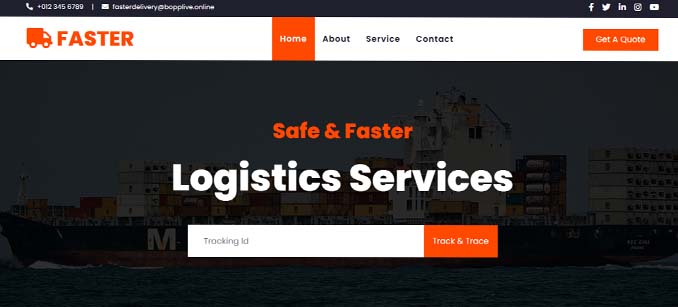 +012 345 6789 | fasterdelivery@bopplive.online
FASTER
Home About Service Contact
Get A Quote
Safe & Faster
Logistics Services
Tracking Id
Track & Trace
M